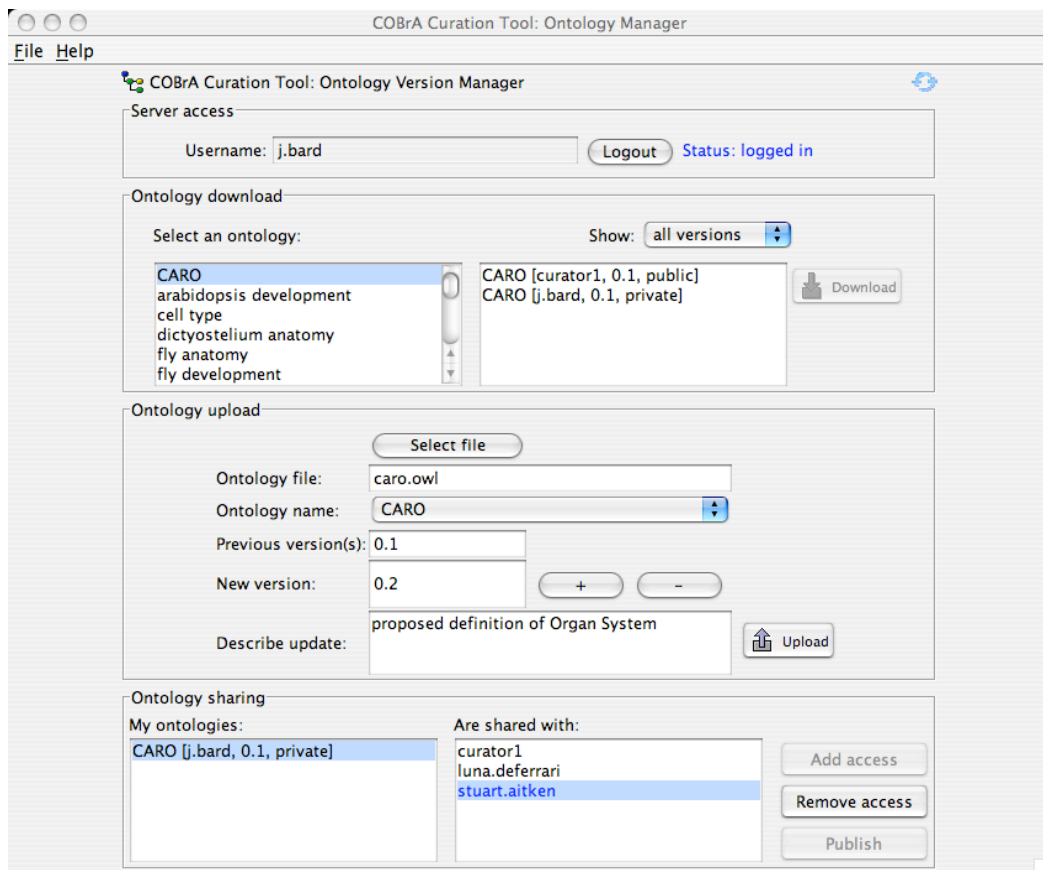 COBrA Curation Tool: Ontology Manager
File Help
COBrA Curation Tool: Ontology Version Manager
Server access
Username: j.bard Logout Status: logged in
Ontology download
Select an ontology: Show: all versions
CARO
arabidopsis development
cell type
dictyostelium anatomy
fly anatomy
fly development
CARO [curator1, 0.1, public]
CARO [j.bard, 0.1, private]
Download
Ontology upload
Select file
Ontology file: caro.owl
Ontology name: CARO
Previous version(s): 0.1
New version: 0.2 + -
Describe update: proposed definition of Organ System
Upload
Ontology sharing
My ontologies: Are shared with:
CARO [j.bard, 0.1, private]
curator1
luna.deferrari
stuart.aitken
Add access
Remove access
Publish